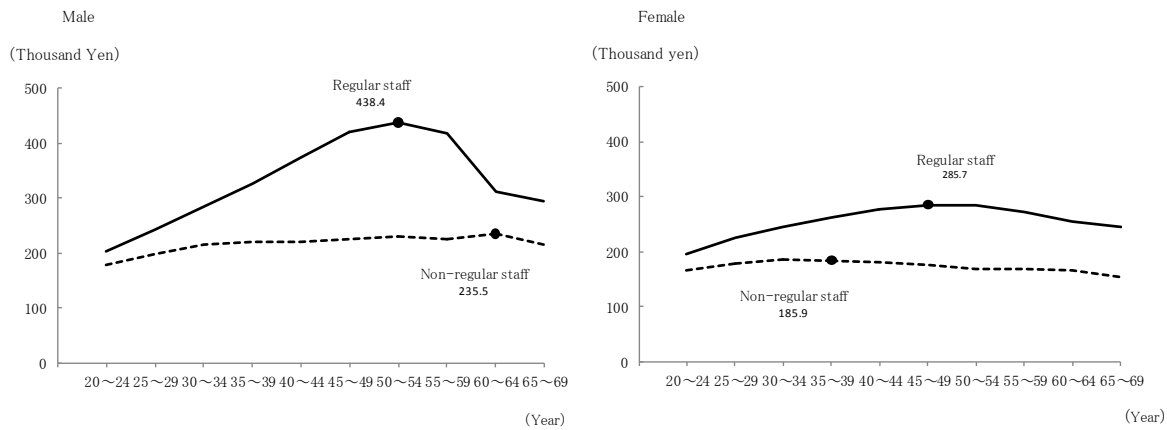 Male
(Thousand Yen)
Regular staff
438.4
500
400
300
200
100
0
Non-regular staff
235.5
20～24 25～29 30～34 35～39 40～44 45～49 50～54 55～59 60～64 65～69
(Year)
Female
(Thousand yen)
500
400
300
200
100
0
Regular staff
285.7
Non-regular staff
185.9
20～24 25～29 30～34 35～39 40～44 45～49 50～54 55～59 60～64 65～69
(Year)